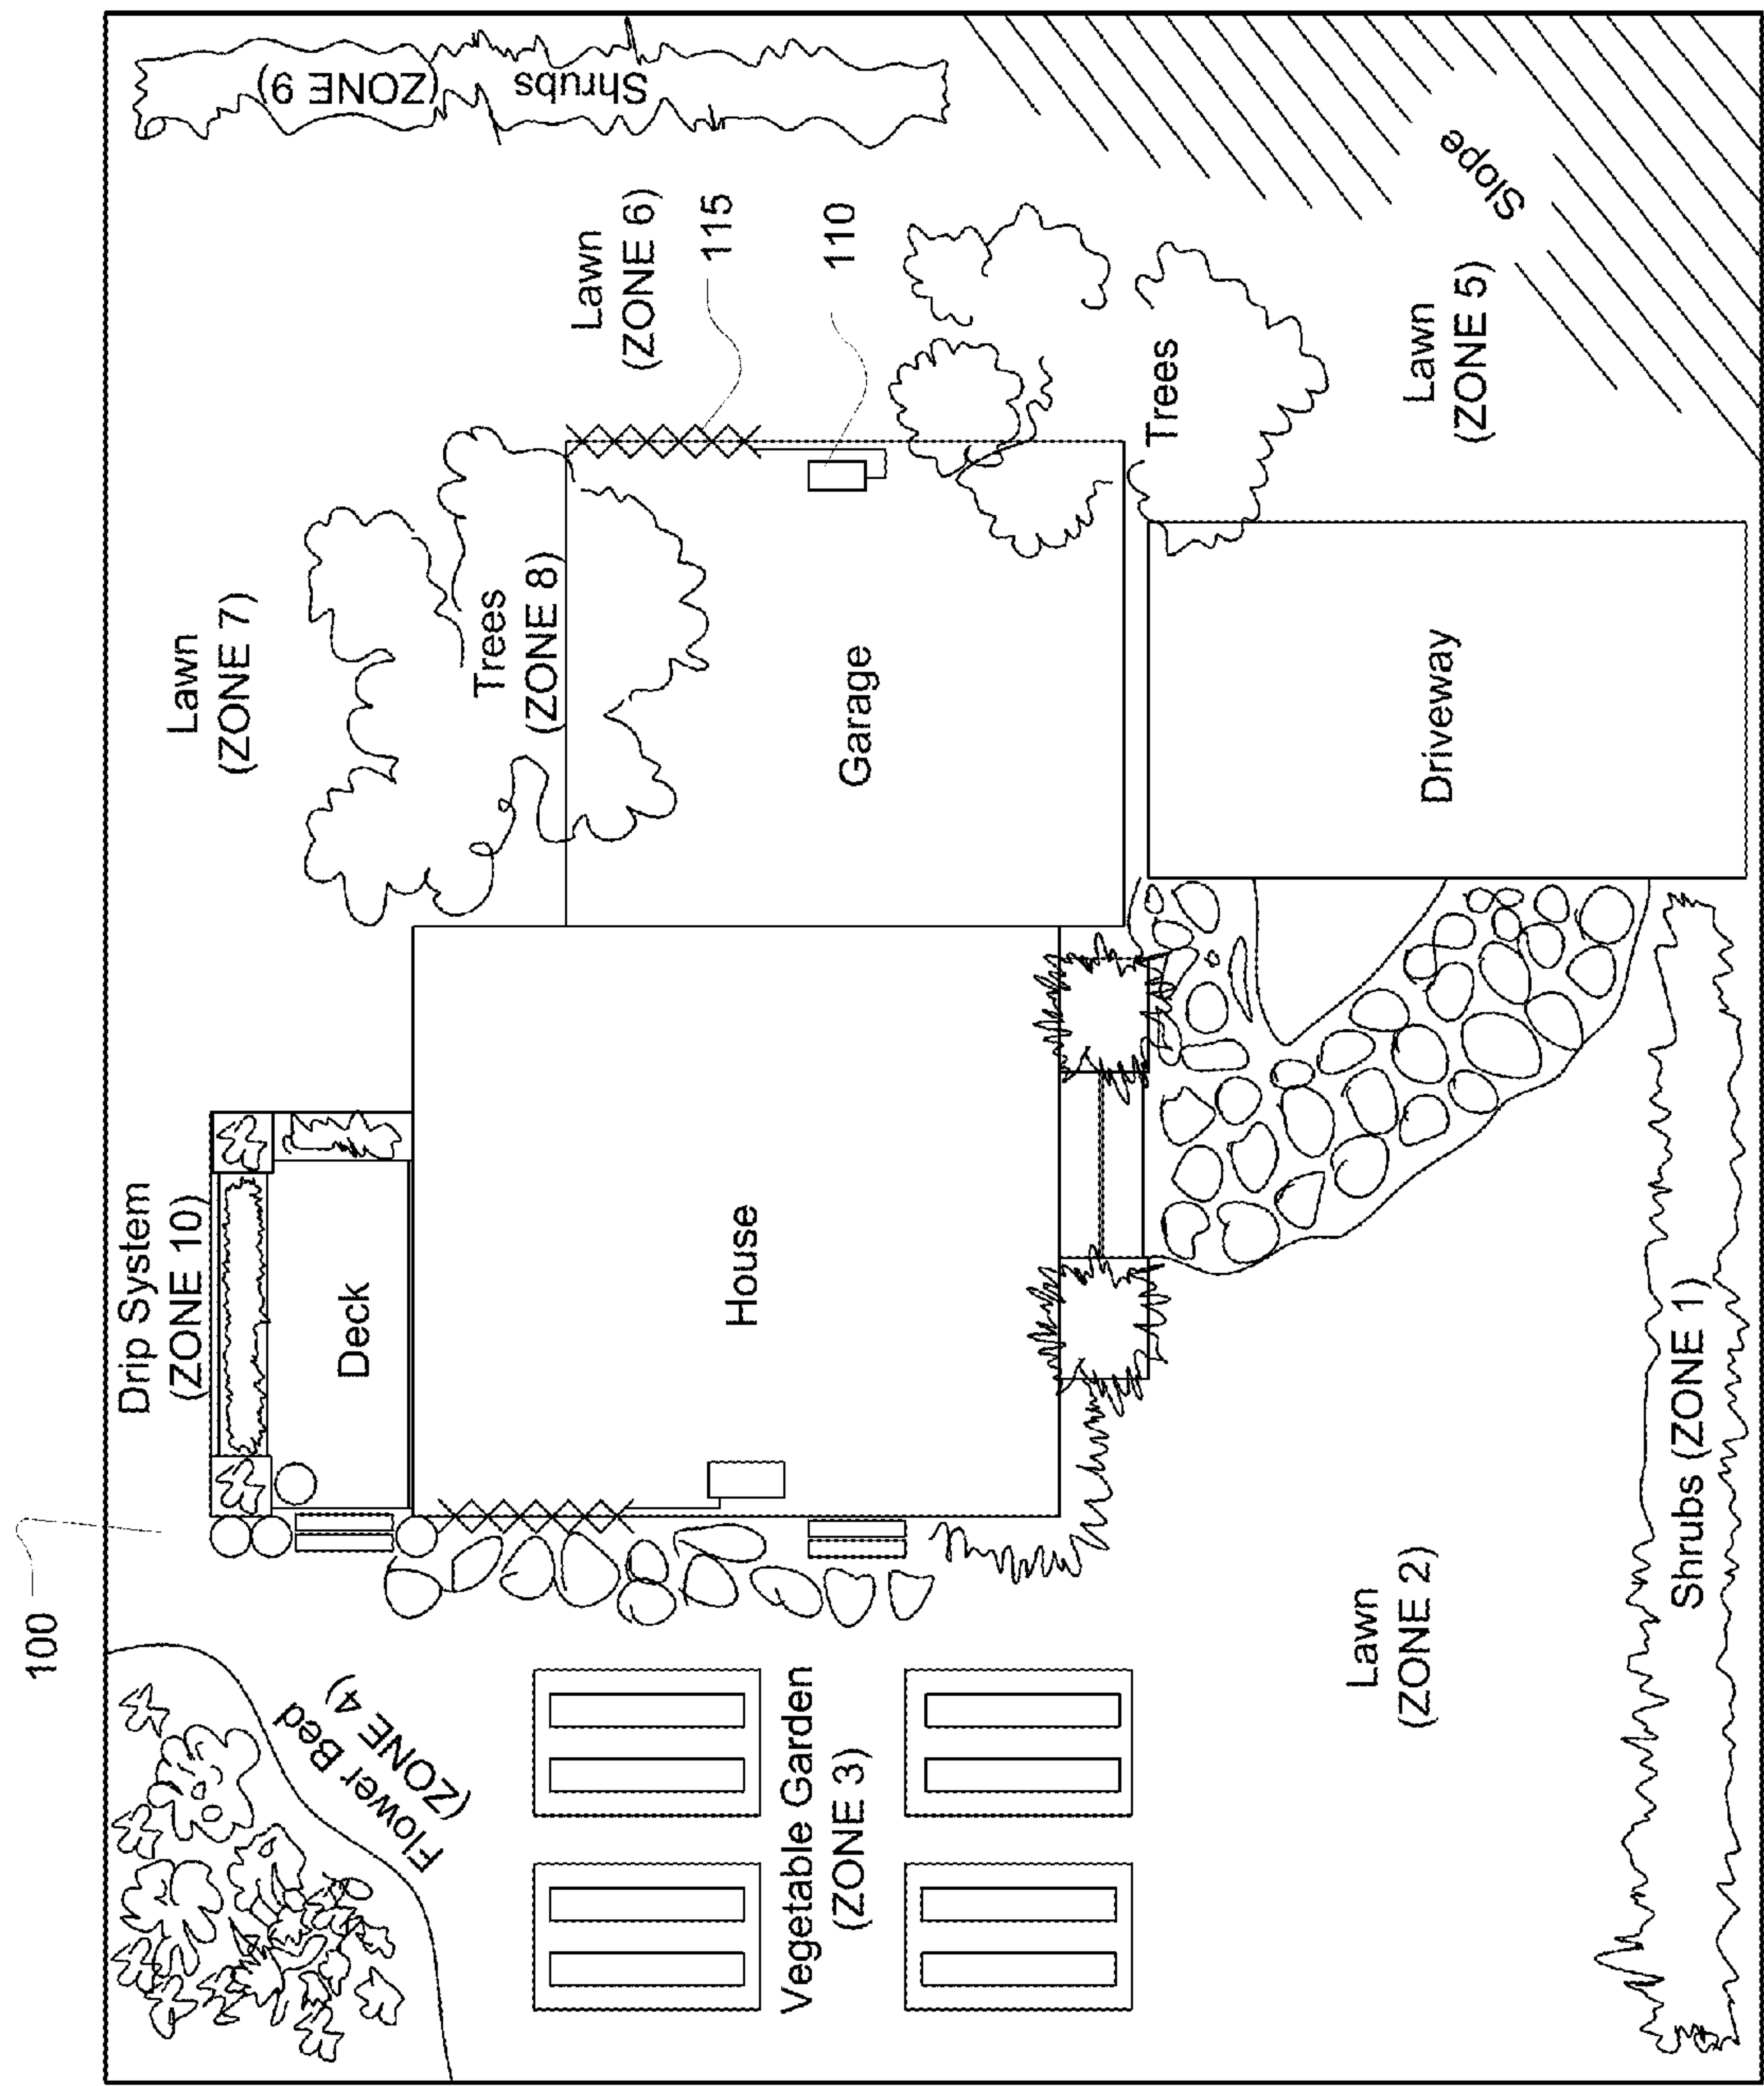 100
Drip System
(ZONE 10)
Lawn
(ZONE 7)
Shrubs
(ZONE 9)
Flower Bed
(ZONE 4)
Deck
Trees
(ZONE 8)
Lawn
(ZONE 6)
115
110
Vegetable Garden
(ZONE 3)
House
Garage
Trees
Lawn
(ZONE 2)
Driveway
Lawn
(ZONE 5)
Slope
Shrubs (ZONE 1)